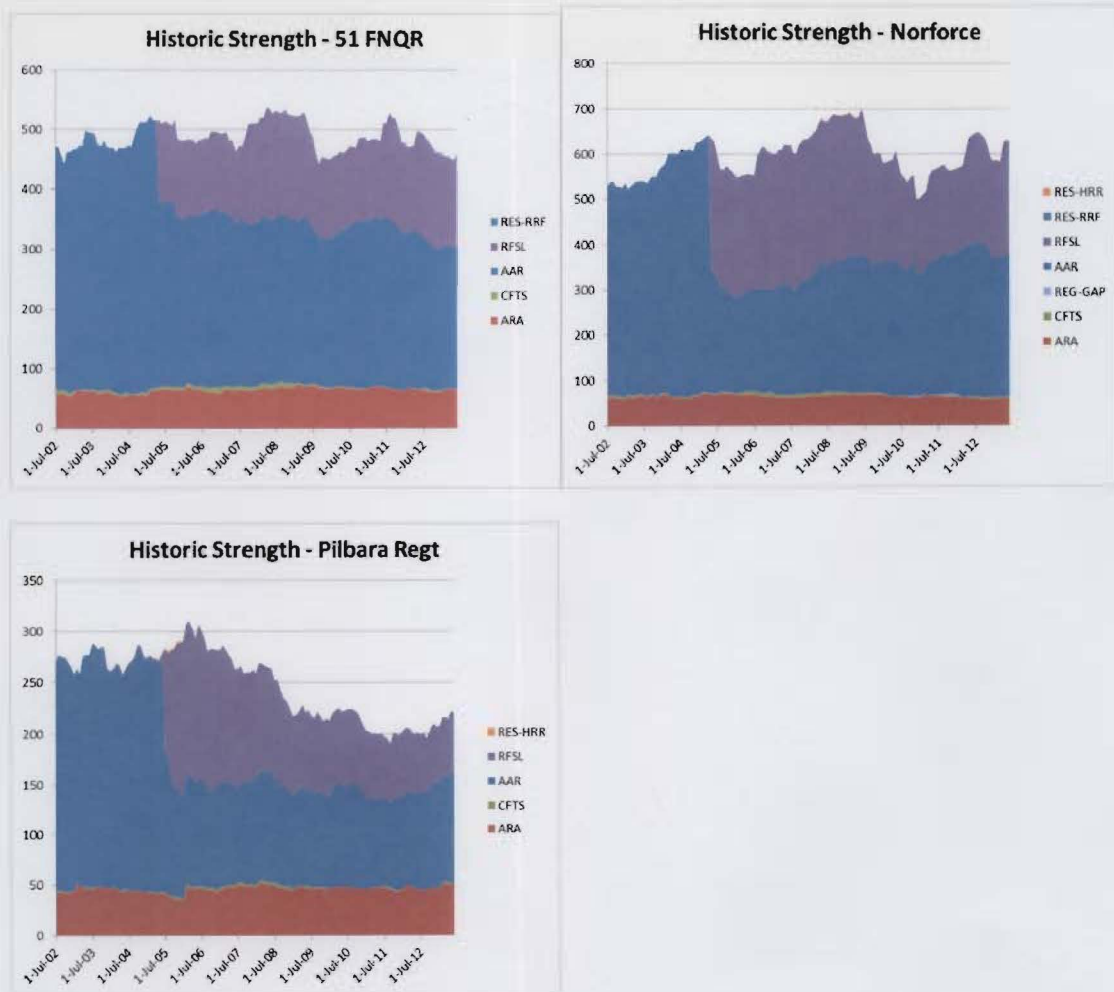 Historic Strength - 51 FNQR
600
500
400
300
200
100
0
1-Jul-02
1-Jul-03
1-Jul-04
1-Jul-05
1-Jul-06
1-Jul-07
1-Jul-08
1-Jul-09
1-Jul-10
1-Jul-11
1-Jul-12
RES-RRF
RFSL
AAR
CFTS
ARA
Historic Strength - Norforce
800
700
600
500
400
300
200
100
0
1-Jul-02
1-Jul-03
1-Jul-04
1-Jul-05
1-Jul-06
1-Jul-07
1-Jul-08
1-Jul-09
1-Jul-10
1-Jul-11
1-Jul-12
RES-HRR
RES-RRF
RFSL
AAR
REG-GAP
CFTS
ARA
Historic Strength - Pilbara Regt
350
300
250
200
150
100
50
0
1-Jul-02
1-Jul-03
1-Jul-04
1-Jul-05
1-Jul-06
1-Jul-07
1-Jul-08
1-Jul-09
1-Jul-10
1-Jul-11
1-Jul-12
RES-HRR
RFSL
AAR
CFTS
ARA